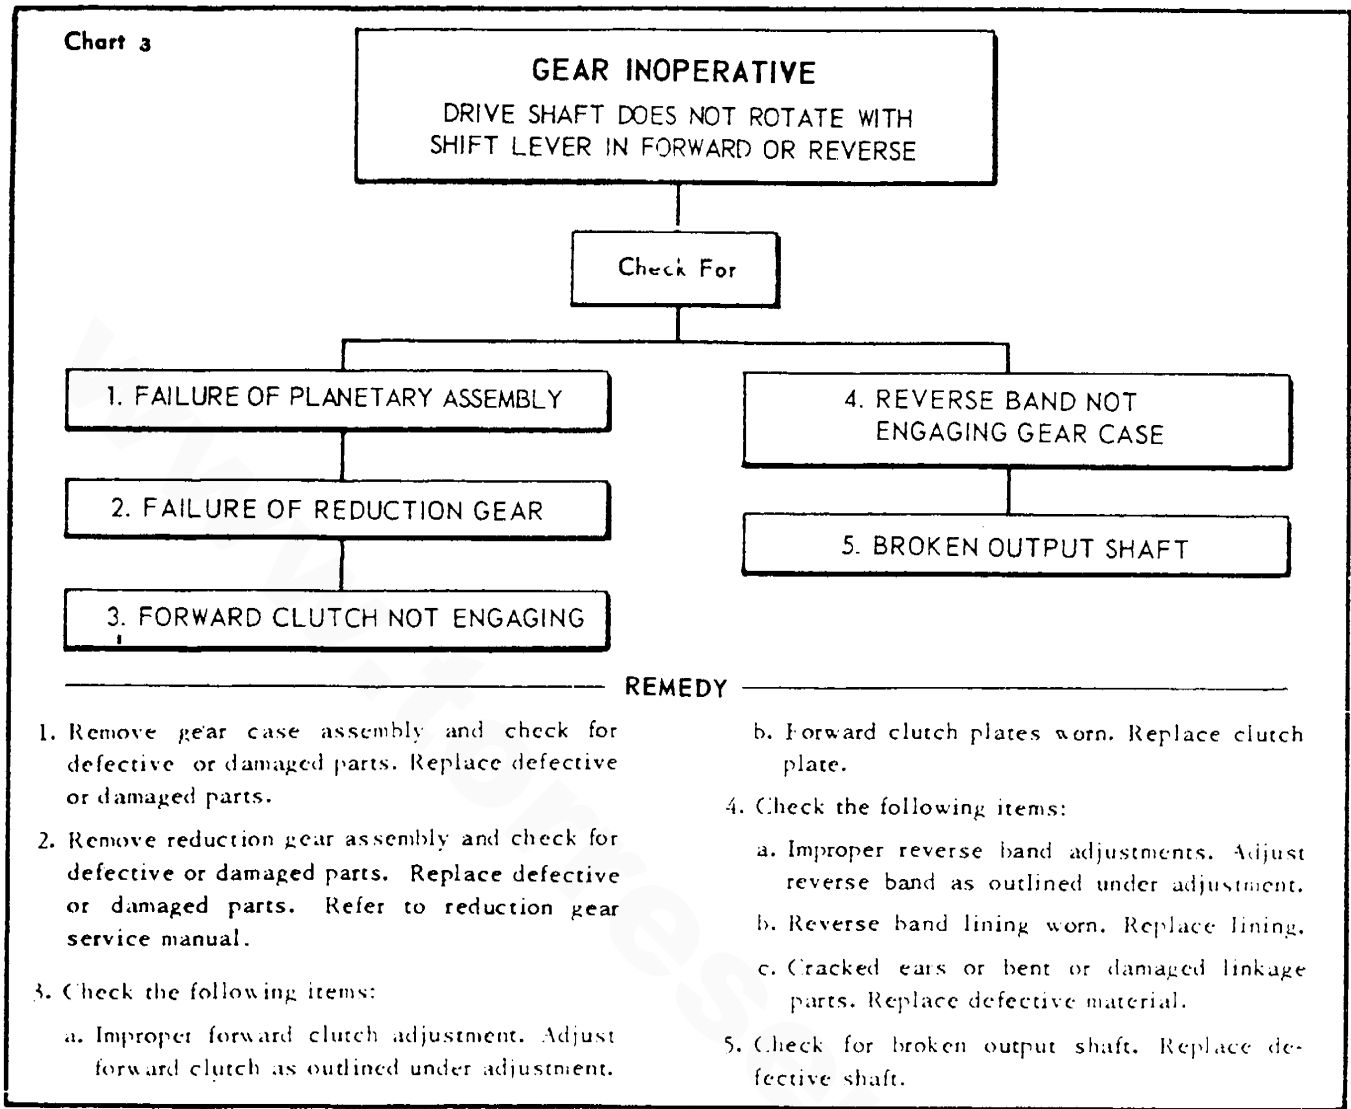 Chart 3
GEAR INOPERATIVE
DRIVE SHAFT DOES NOT ROTATE WITH
SHIFT LEVER IN FORWARD OR REVERSE
Check For
1. FAILURE OF PLANETARY ASSEMBLY
2. FAILURE OF REDUCTION GEAR
3. FORWARD CLUTCH NOT ENGAGING
4. REVERSE BAND NOT
ENGAGING GEAR CASE
5. BROKEN OUTPUT SHAFT
REMEDY
1. Remove gear case assembly and check for
defective or damaged parts. Replace defective
or damaged parts.
2. Remove reduction gear assembly and check for
defective or damaged parts. Replace defective
or damaged parts. Refer to reduction gear
service manual.
3. Check the following items:
a. Improper forward clutch adjustment. Adjust
forward clutch as outlined under adjustment.
b. Forward clutch plates worn. Replace clutch
plate.
4. Check the following items:
a. Improper reverse band adjustments. Adjust
reverse band as outlined under adjustment.
b. Reverse band lining worn. Replace lining.
c. Cracked ears or bent or damaged linkage
parts. Replace defective material.
5. Check for broken output shaft. Replace de-
fective shaft.